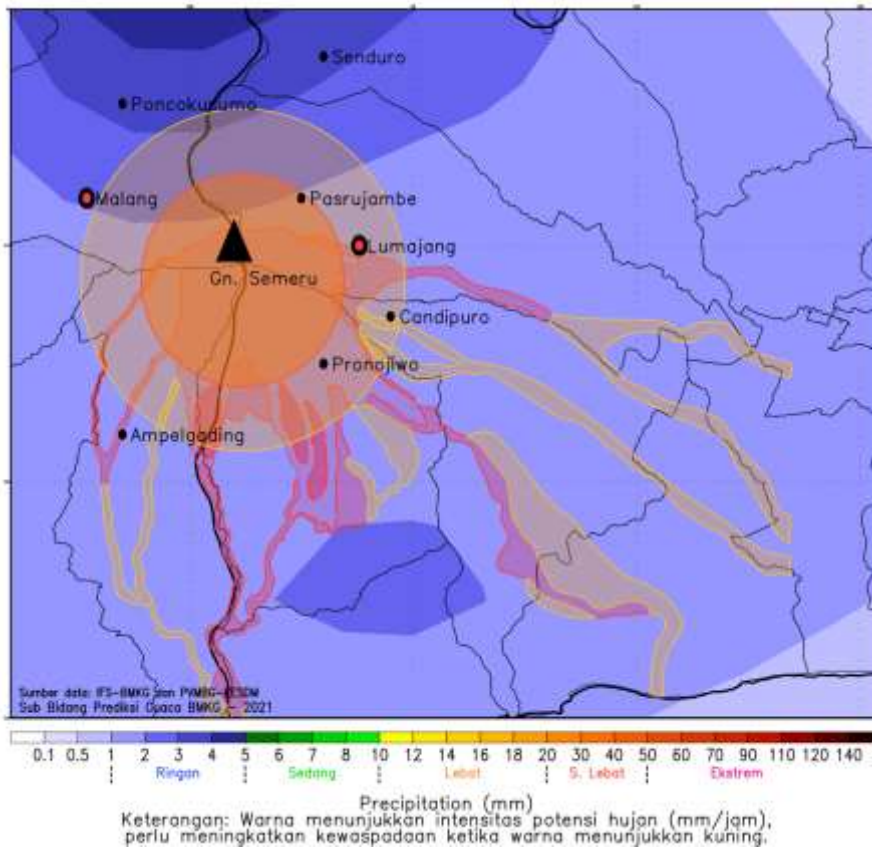 Senduro
Poncokusumo
Malang
Pasrujambe
Lumajang
Gn. Semeru
Candipuro
Pronojiwo
Ampelgading
Sumber data: IFS-BMKG dan PVMBG-KESDM
Sub Bidang Prediksi Cuaca BMKG - 2021
0.1 0.5 1 2 3 4 5 6 7 8 10 12 14 16 18 20 30 40 50 60 70 90 110 120 140
Ringan Sedang Lebat S. Lebat Ekstrem
Precipitation (mm)
Keterangan: Warna menunjukkan intensitas potensi hujan (mm/jam),
perlu meningkatkan kewaspadaan ketika warna menunjukkan kuning.